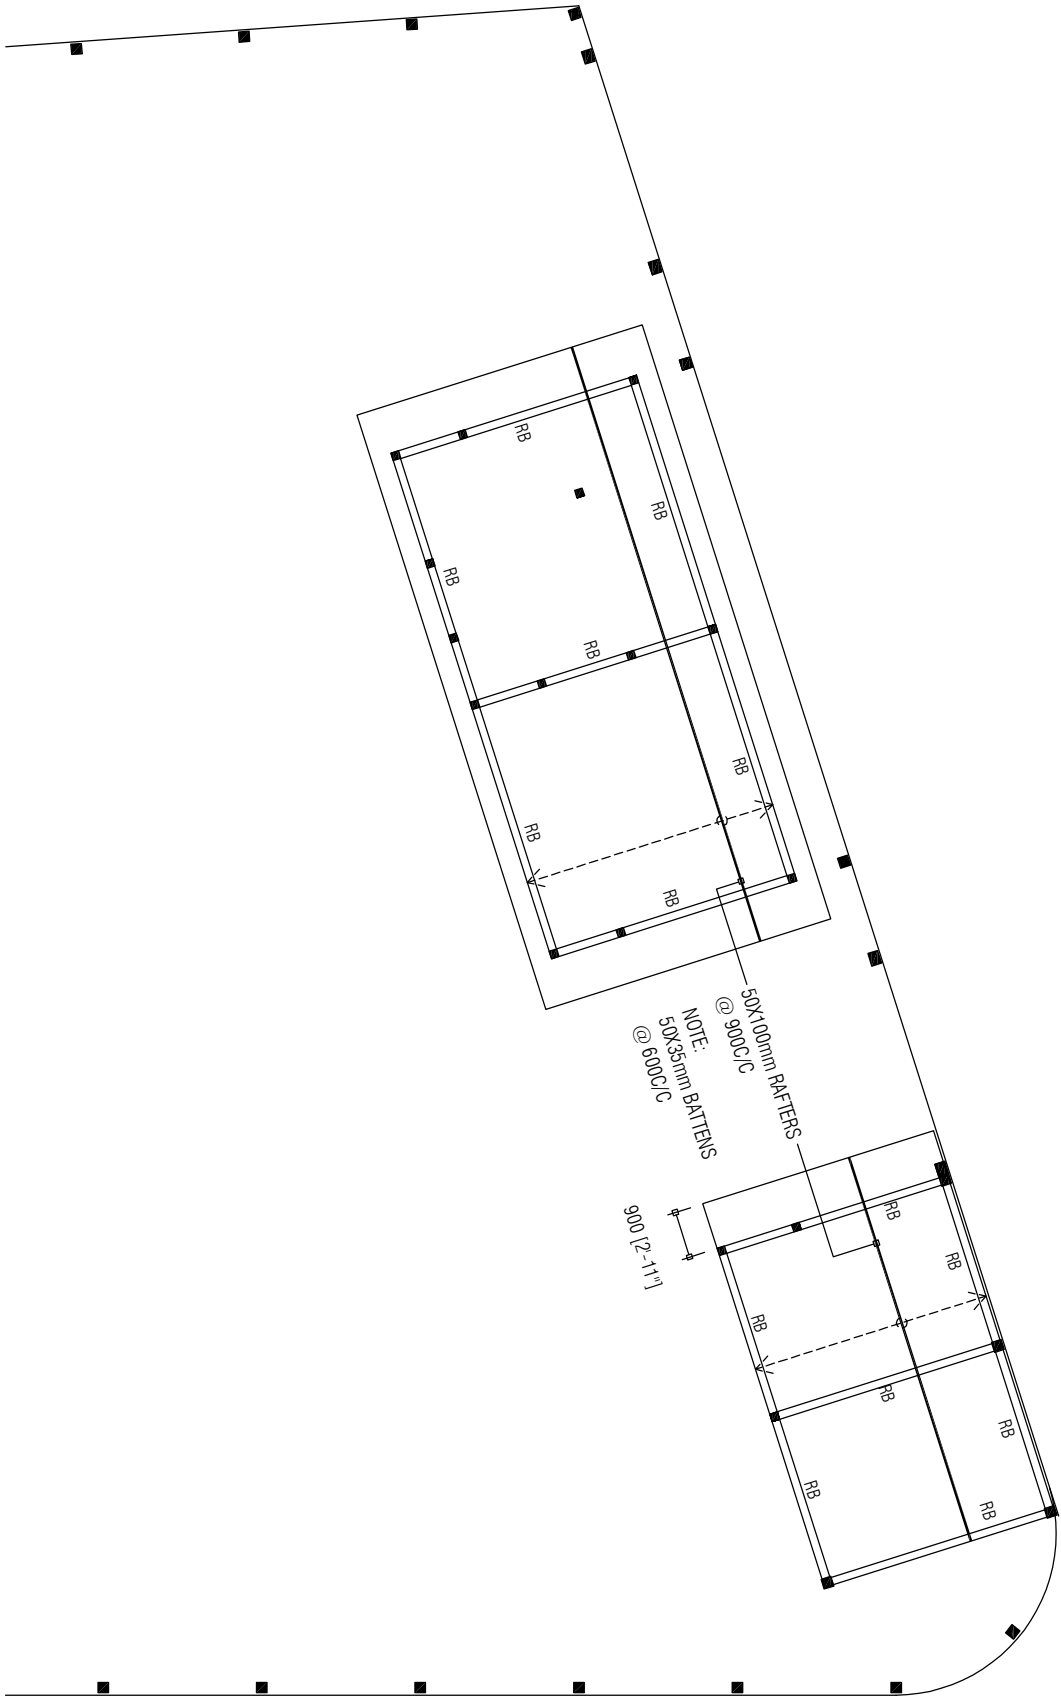 RB
RB
RB
RB
RB
RB
RB
50X100mm RAFTERS
@ 900C/C
NOTE:
50X35mm BATTENS
@ 600C/C
900 [2'-11"]
RB
RB
RB
RB
RB
RB
RB